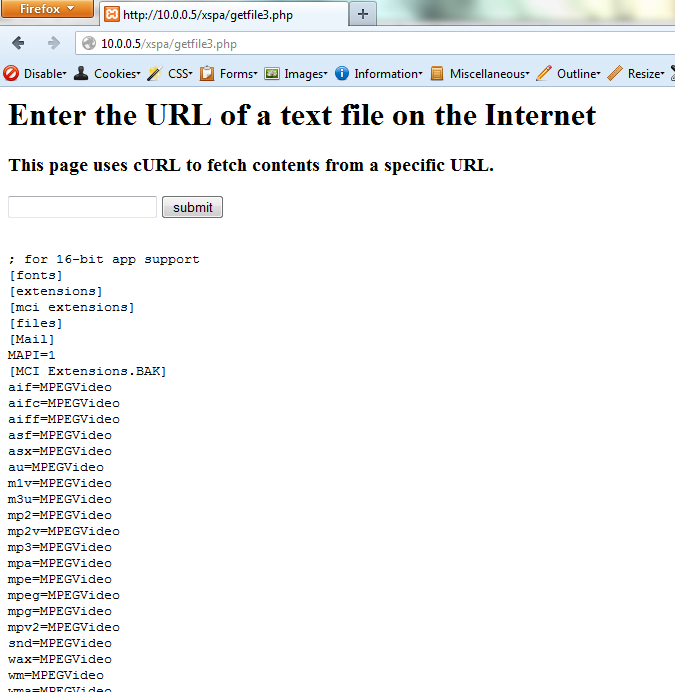 Firefox
http://10.0.0.5/xspa/getfile3.php
10.0.0.5/xspa/getfile3.php
Disable Cookies CSS Forms Images Information Miscellaneous Outline Resize
Enter the URL of a text file on the Internet
This page uses cURL to fetch contents from a specific URL.
submit
; for 16-bit app support
[fonts]
[extensions]
[mci extensions]
[files]
[Mail]
MAPI=1
[MCI Extensions.BAK]
aif=MPEGVideo
aifc=MPEGVideo
aiff=MPEGVideo
asf=MPEGVideo
asx=MPEGVideo
au=MPEGVideo
m1v=MPEGVideo
m3u=MPEGVideo
mp2=MPEGVideo
mp2v=MPEGVideo
mp3=MPEGVideo
mpa=MPEGVideo
mpe=MPEGVideo
mpeg=MPEGVideo
mpg=MPEGVideo
mpv2=MPEGVideo
snd=MPEGVideo
wax=MPEGVideo
wm=MPEGVideo
wma=MPEGVideo